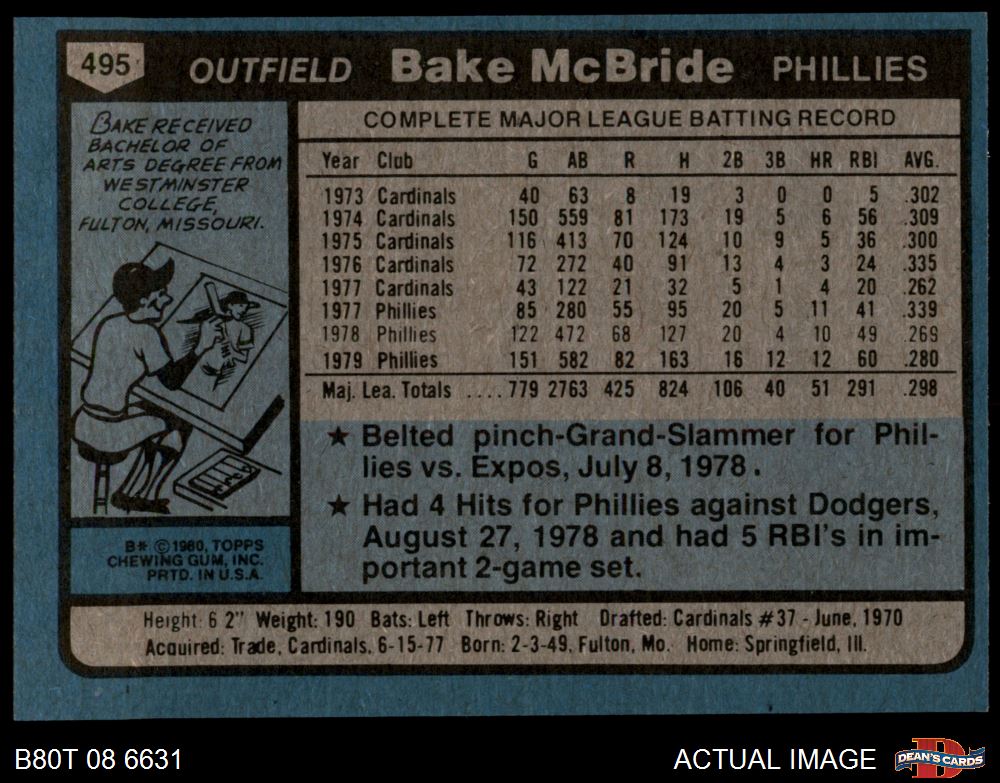 495 OUTFIELD Bake McBride PHILLIES
BAKE RECEIVED
BACHELOR OF
ARTS DEGREE FROM
WESTMINSTER
COLLEGE,
FULTON, MISSOURI.
COMPLETE MAJOR LEAGUE BATTING RECORD
Year Club G AB R H 2B 3B HR RBI AVG.
1973 Cardinals 40 63 8 19 3 0 0 5 .302
1974 Cardinals 150 559 81 173 19 5 6 56 .309
1975 Cardinals 116 413 70 124 10 9 5 36 .300
1976 Cardinals 72 272 40 91 13 4 3 24 .335
1977 Cardinals 43 122 21 32 5 1 4 20 .262
1977 Phillies 85 280 55 95 20 5 11 41 .339
1978 Phillies 122 472 68 127 20 4 10 49 .269
1979 Phillies 151 582 82 163 16 12 12 60 .280
Maj. Lea. Totals ....779 2763 425 824 106 40 51 291 .298
★ Belted pinch-Grand-Slammer for Phil-
lies vs. Expos, July 8, 1978.
★ Had 4 Hits for Phillies against Dodgers,
August 27, 1978 and had 5 RBI's in im-
portant 2-game set.
B* ©1980, TOPPS
CHEWING GUM, INC.
PRTD. IN U.S.A.
Height: 6 2" Weight: 190 Bats: Left Throws: Right Drafted: Cardinals #37 - June, 1970
Acquired: Trade, Cardinals, 6-15-77 Born: 2-3-49, Fulton, Mo. Home: Springfield, Ill.
B80T 08 6631
ACTUAL IMAGE
DEAN'S CARDS